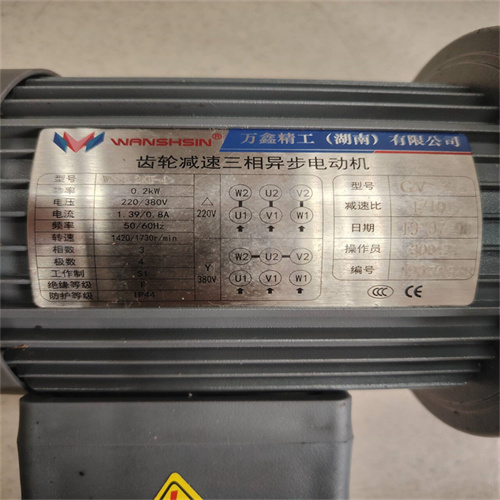 WANSHSIN® 万鑫精工（湖南）有限公司
齿轮减速三相异步电动机
型号
功率 0.2kW
电压 220/380V
电流 1.39/0.8A
频率 50/60Hz
转速 1420/1730r/min
相数 3
极数 4
工作制 S1
绝缘等级 F
防护等级 IP44
△ 220V
W2 U2 V2
U1 V1 W1
Y 380V
W2 U2 V2
U1 V1 W1
型号 GV
减速比
日期
操作员
编号
CCC CE